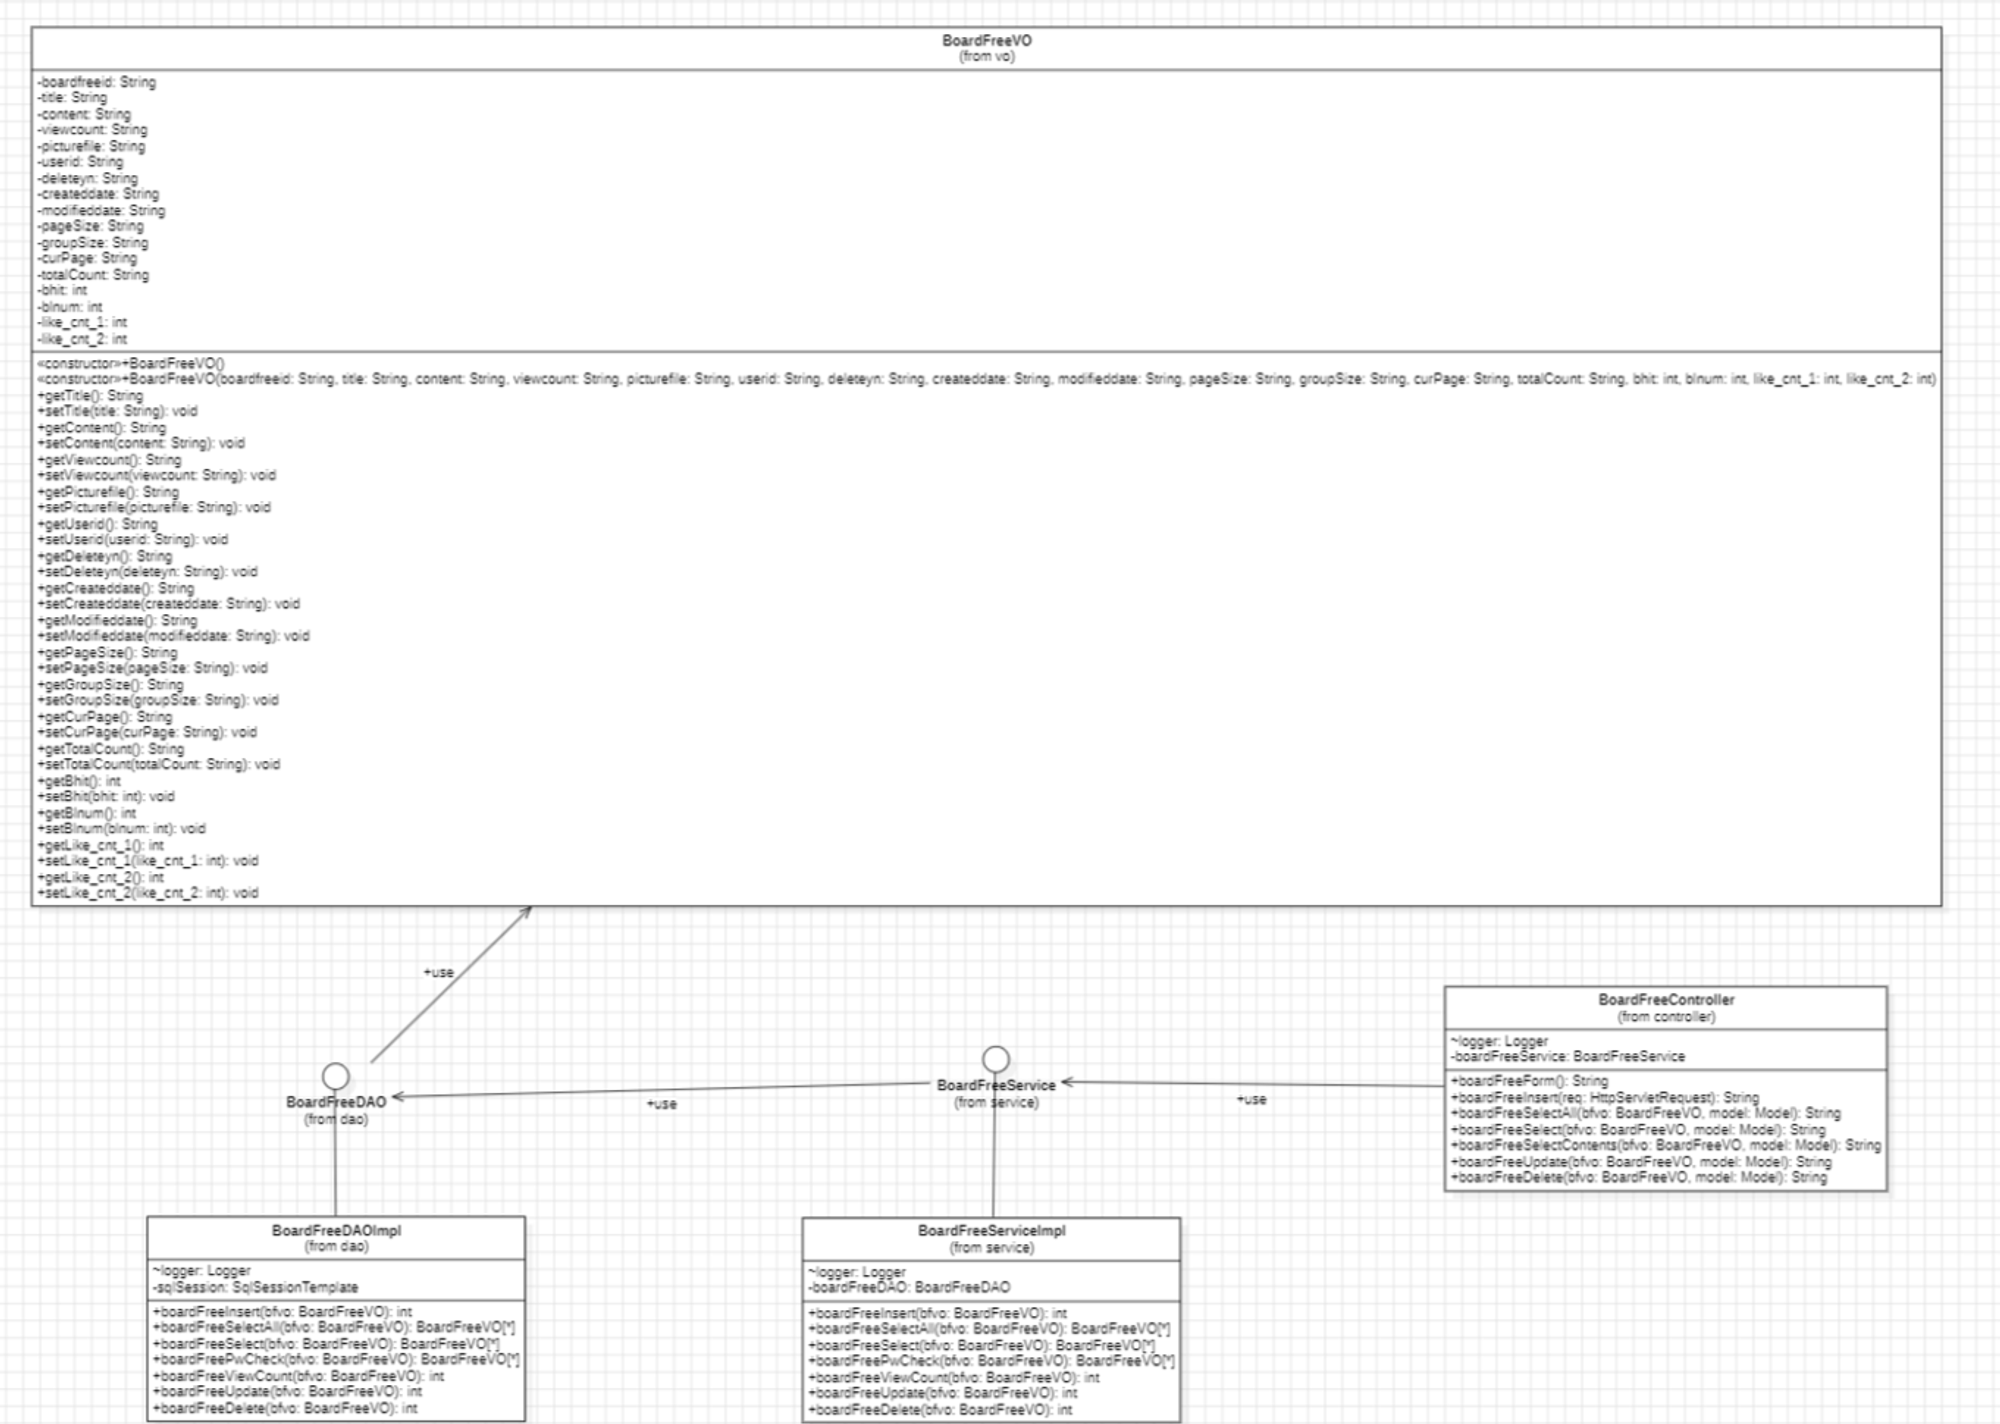 BoardFreeVO
(from vo)
-boardfreeid: String
-title: String
-content: String
-viewcount: String
-picturefile: String
-userid: String
-deleteyn: String
-createddate: String
-modifieddate: String
-pageSize: String
-groupSize: String
-curPage: String
-totalCount: String
-bhit: int
-blnum: int
-like_cnt_1: int
-like_cnt_2: int
«constructor»+BoardFreeVO()
«constructor»+BoardFreeVO(boardfreeid: String, title: String, content: String, viewcount: String, picturefile: String, userid: String, deleteyn: String, createddate: String, modifieddate: String, pageSize: String, groupSize: String, curPage: String, totalCount: String, bhit: int, blnum: int, like_cnt_1: int, like_cnt_2: int)
+getTitle(): String
+setTitle(title: String): void
+getContent(): String
+setContent(content: String): void
+getViewcount(): String
+setViewcount(viewcount: String): void
+getPicturefile(): String
+setPicturefile(picturefile: String): void
+getUserid(): String
+setUserid(userid: String): void
+getDeleteyn(): String
+setDeleteyn(deleteyn: String): void
+getCreateddate(): String
+setCreateddate(createddate: String): void
+getModifieddate(): String
+setModifieddate(modifieddate: String): void
+getPageSize(): String
+setPageSize(pageSize: String): void
+getGroupSize(): String
+setGroupSize(groupSize: String): void
+getCurPage(): String
+setCurPage(curPage: String): void
+getTotalCount(): String
+setTotalCount(totalCount: String): void
+getBhit(): int
+setBhit(bhit: int): void
+getBlnum(): int
+setBlnum(blnum: int): void
+getLike_cnt_1(): int
+setLike_cnt_1(like_cnt_1: int): void
+getLike_cnt_2(): int
+setLike_cnt_2(like_cnt_2: int): void
+use
BoardFreeDAO
(from dao)
+use
BoardFreeService
(from service)
+use
BoardFreeController
(from controller)
~logger: Logger
-boardFreeService: BoardFreeService
+boardFreeForm(): String
+boardFreeInsert(req: HttpServletRequest): String
+boardFreeSelectAll(bfvo: BoardFreeVO, model: Model): String
+boardFreeSelect(bfvo: BoardFreeVO, model: Model): String
+boardFreeSelectContents(bfvo: BoardFreeVO, model: Model): String
+boardFreeUpdate(bfvo: BoardFreeVO, model: Model): String
+boardFreeDelete(bfvo: BoardFreeVO, model: Model): String
BoardFreeDAOImpl
(from dao)
~logger: Logger
-sqlSession: SqlSessionTemplate
+boardFreeInsert(bfvo: BoardFreeVO): int
+boardFreeSelectAll(bfvo: BoardFreeVO): BoardFreeVO[*]
+boardFreeSelect(bfvo: BoardFreeVO): BoardFreeVO[*]
+boardFreePwCheck(bfvo: BoardFreeVO): BoardFreeVO[*]
+boardFreeViewCount(bfvo: BoardFreeVO): int
+boardFreeUpdate(bfvo: BoardFreeVO): int
+boardFreeDelete(bfvo: BoardFreeVO): int
BoardFreeServiceImpl
(from service)
~logger: Logger
-boardFreeDAO: BoardFreeDAO
+boardFreeInsert(bfvo: BoardFreeVO): int
+boardFreeSelectAll(bfvo: BoardFreeVO): BoardFreeVO[*]
+boardFreeSelect(bfvo: BoardFreeVO): BoardFreeVO[*]
+boardFreePwCheck(bfvo: BoardFreeVO): BoardFreeVO[*]
+boardFreeViewCount(bfvo: BoardFreeVO): int
+boardFreeUpdate(bfvo: BoardFreeVO): int
+boardFreeDelete(bfvo: BoardFreeVO): int